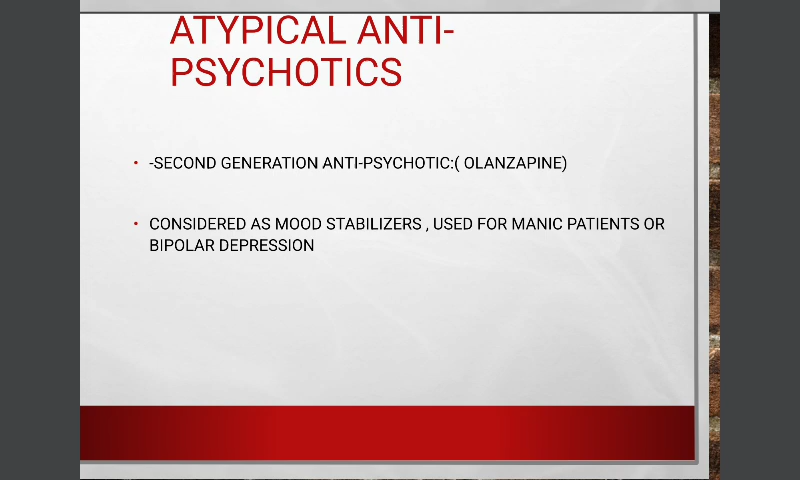 ATYPICAL ANTI-
PSYCHOTICS
• -SECOND GENERATION ANTI-PSYCHOTIC:( OLANZAPINE)
• CONSIDERED AS MOOD STABILIZERS , USED FOR MANIC PATIENTS OR
BIPOLAR DEPRESSION